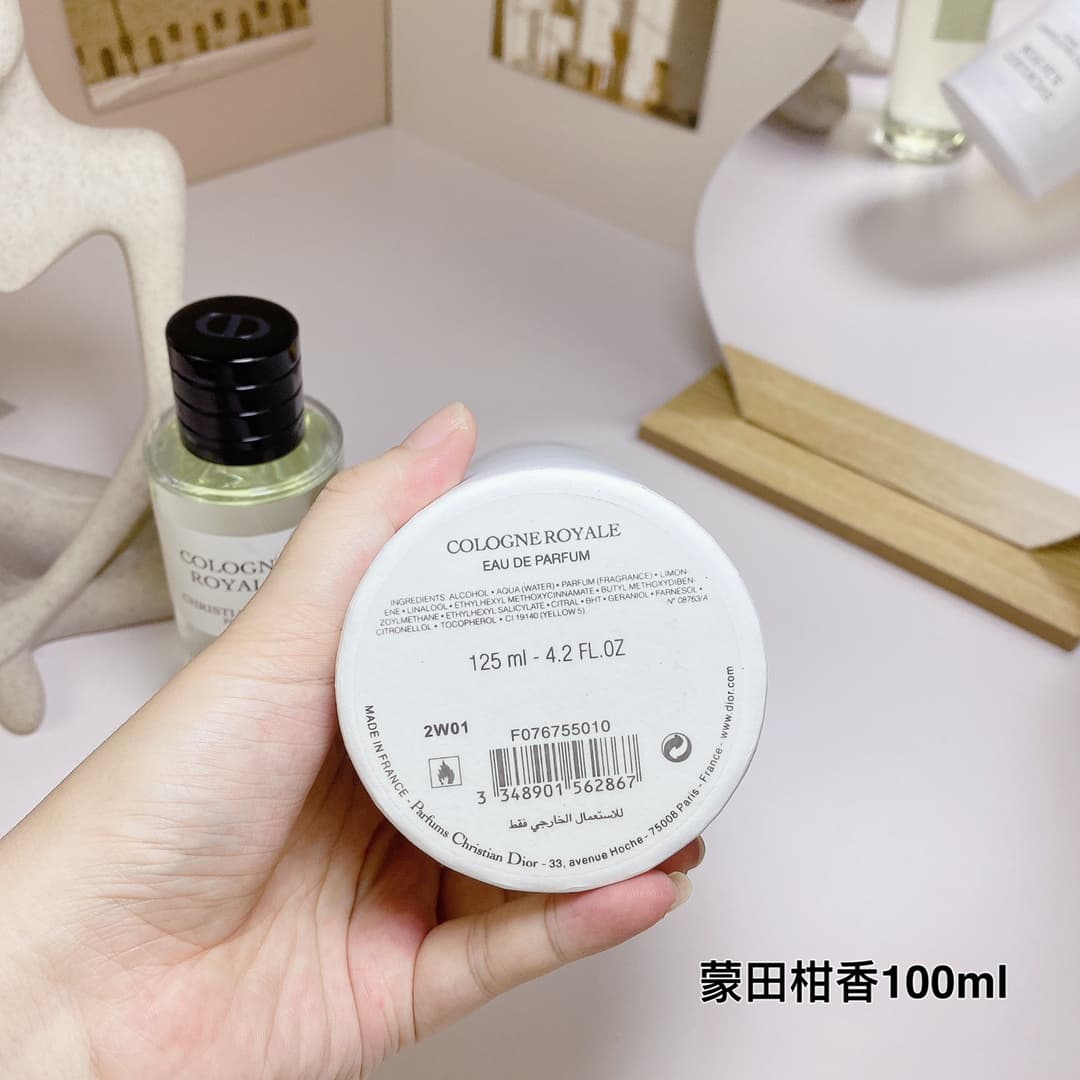 COLOGNE ROYALE
EAU DE PARFUM
INGREDIENTS: ALCOHOL • AQUA (WATER) • PARFUM (FRAGRANCE) • LIMON-
ENE • LINALOOL • ETHYLHEXYL METHOXYCINNAMATE • BUTYL METHOXYDIBEN-
ZOYLMETHANE • ETHYLHEXYL SALICYLATE • CITRAL • BHT • GERANIOL • FARNESOL •
CITRONELLOL • TOCOPHEROL • CI 19140 (YELLOW 5)
N° 08763/A
125 ml - 4.2 FL.OZ
2W01
F076755010
3 348901 562867
للاستعمال الخارجي فقط
MADE IN FRANCE - Parfums Christian Dior - 33, avenue Hoche - 75008 Paris - France - www.dior.com
COLOGN
ROYAL
CHRISTI
蒙田柑香100ml